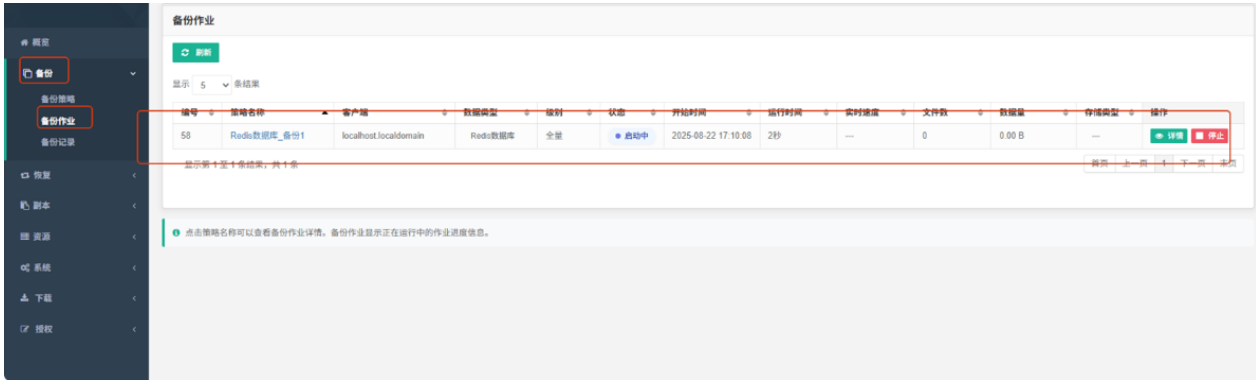 备份作业
概览
刷新
备份
显示 5 条结果
备份策略
备份作业
备份记录
编号 策略名称 客户端 数据类型 级别 状态 开始时间 运行时间 实时速度 文件数 数据量 存储类型 操作
58 Redis数据库_备份1 localhost.localdomain Redis数据库 全量 启动中 2025-08-22 17:10:08 2秒 — 0 0.00 B — 详情 停止
显示第 1 至 1 条结果，共 1 条
首页 上一页 1 下一页 末页
恢复
副本
资源
点击策略名称可以查看备份作业详情。备份作业显示正在运行中的作业进度信息。
系统
下载
授权